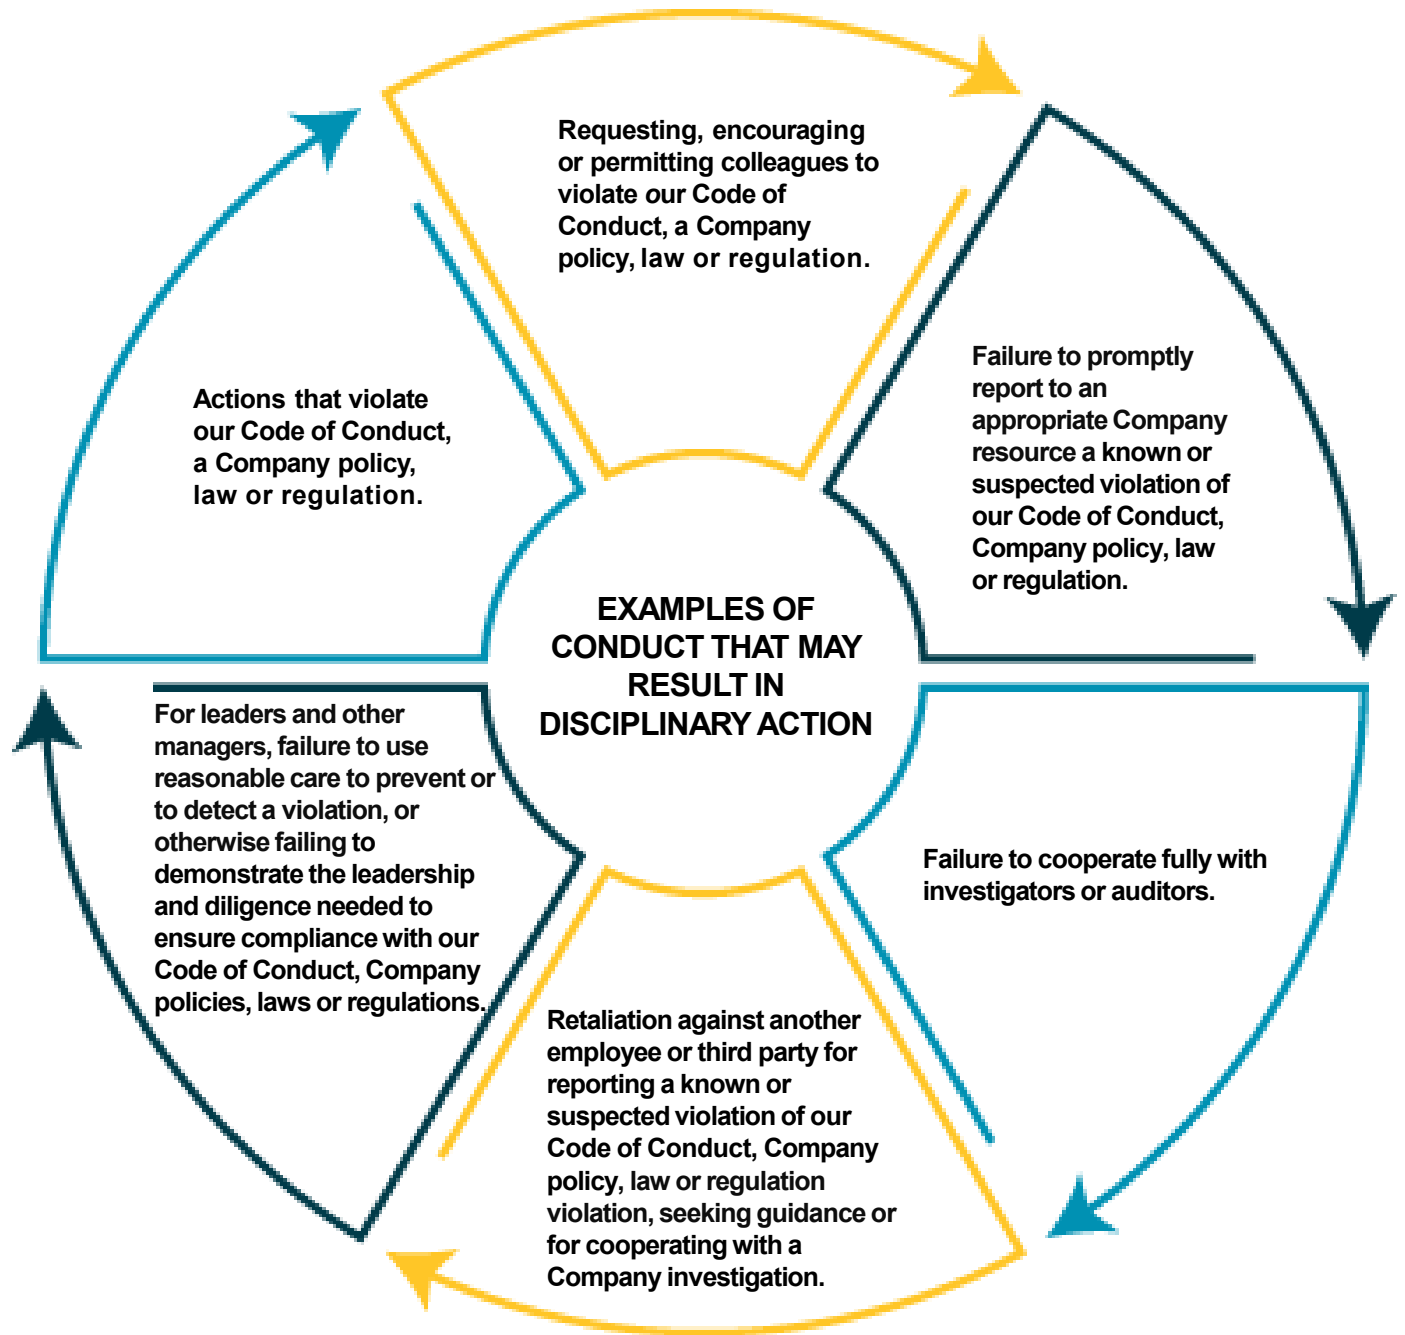 Requesting, encouraging
or permitting colleagues to
violate our Code of
Conduct, a Company
policy, law or regulation.
Failure to promptly
report to an
appropriate Company
resource a known or
suspected violation of
our Code of Conduct,
Company policy, law
or regulation.
Actions that violate
our Code of Conduct,
a Company policy,
law or regulation.
EXAMPLES OF
CONDUCT THAT MAY
RESULT IN
DISCIPLINARY ACTION
For leaders and other
managers, failure to use
reasonable care to prevent or
to detect a violation, or
otherwise failing to
demonstrate the leadership
and diligence needed to
ensure compliance with our
Code of Conduct, Company
policies, laws or regulations.
Failure to cooperate fully with
investigators or auditors.
Retaliation against another
employee or third party for
reporting a known or
suspected violation of our
Code of Conduct, Company
policy, law or regulation
violation, seeking guidance or
for cooperating with a
Company investigation.